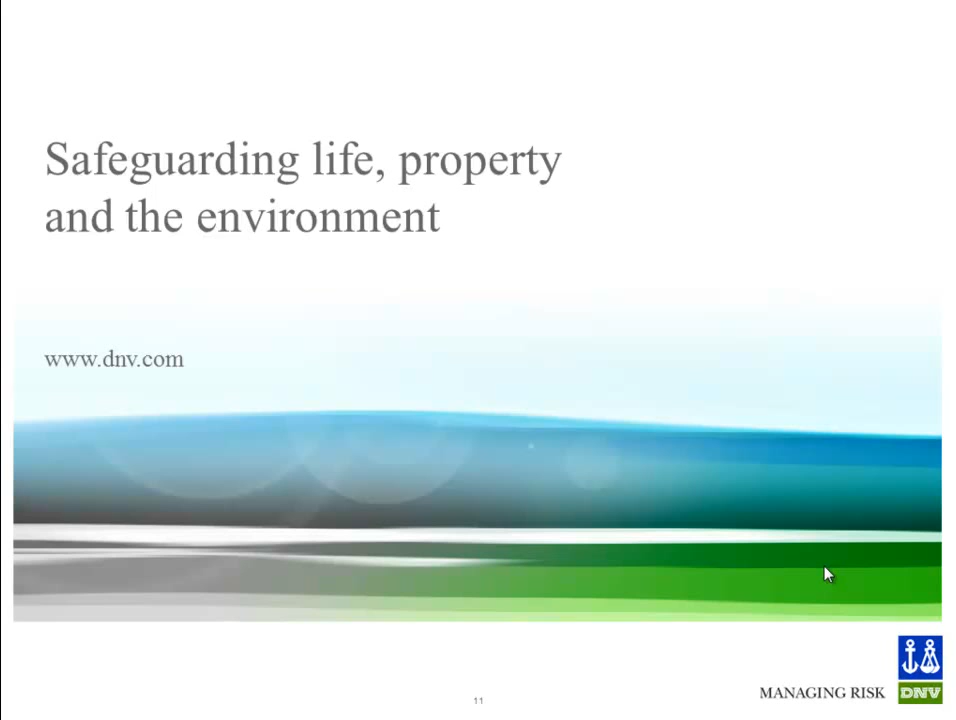 Safeguarding life, property
and the environment
www.dnv.com
MANAGING RISK
DNV
11